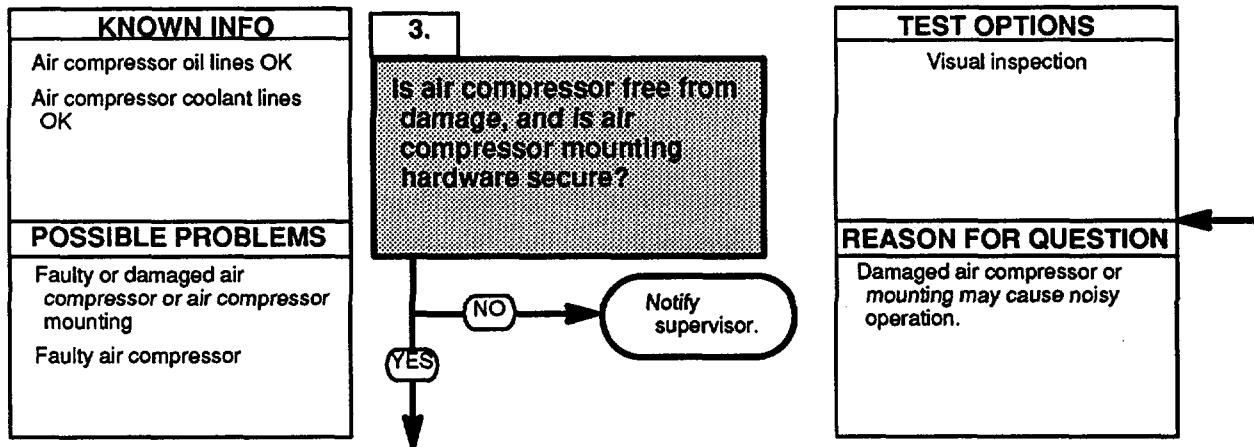 KNOWN INFO
Air compressor oil lines OK
Air compressor coolant lines
OK
POSSIBLE PROBLEMS
Faulty or damaged air
compressor or air compressor
mounting
Faulty air compressor
3.
Is air compressor free from
damage, and is air
compressor mounting
hardware secure?
NO
Notify
supervisor.
YES
TEST OPTIONS
Visual inspection
REASON FOR QUESTION
Damaged air compressor or
mounting may cause noisy
operation.